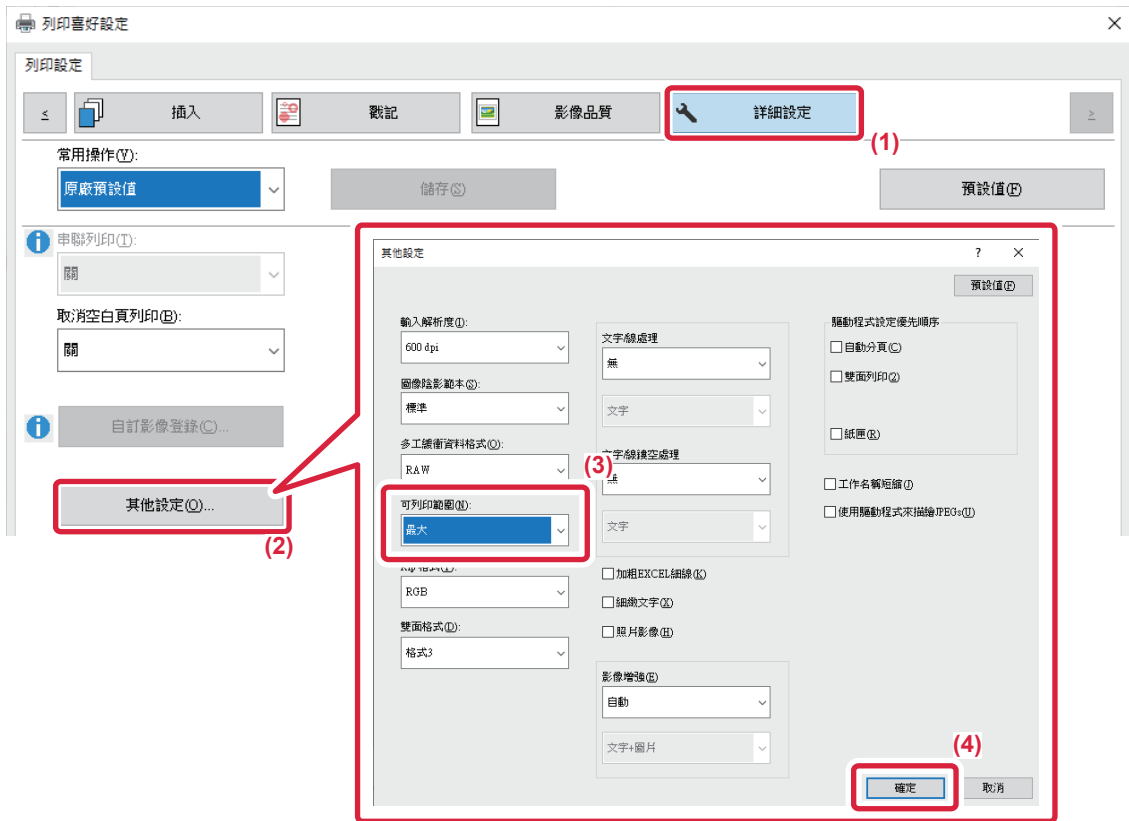 列印喜好設定
列印設定
<
插入
戳記
影像品質
詳細設定
>
(1)
常用操作(V):
原廠預設值
儲存(S)
預設值(F)
串聯列印(T):
關
取消空白頁列印(B):
關
自訂影像登錄(C)...
其他設定(O)...
(2)
其他設定
?
預設值(F)
輸入解析度(I):
600 dpi
圖像陰影範本(S):
標準
多工緩衝資料格式(O):
RAW
(3)
可列印範圍(N):
最大
RGB
雙面格式(D):
格式3
文字/線處理
無
文字
文字/線鏤空處理
無
文字
加粗EXCEL細線(K)
細緻文字(X)
照片影像(H)
影像增強(E)
自動
文字+圖片
驅動程式設定優先順序
自動分頁(C)
雙面列印(2)
紙匣(R)
工作名稱短縮(J)
使用驅動程式來描繪JPEGs(U)
(4)
確定
取消